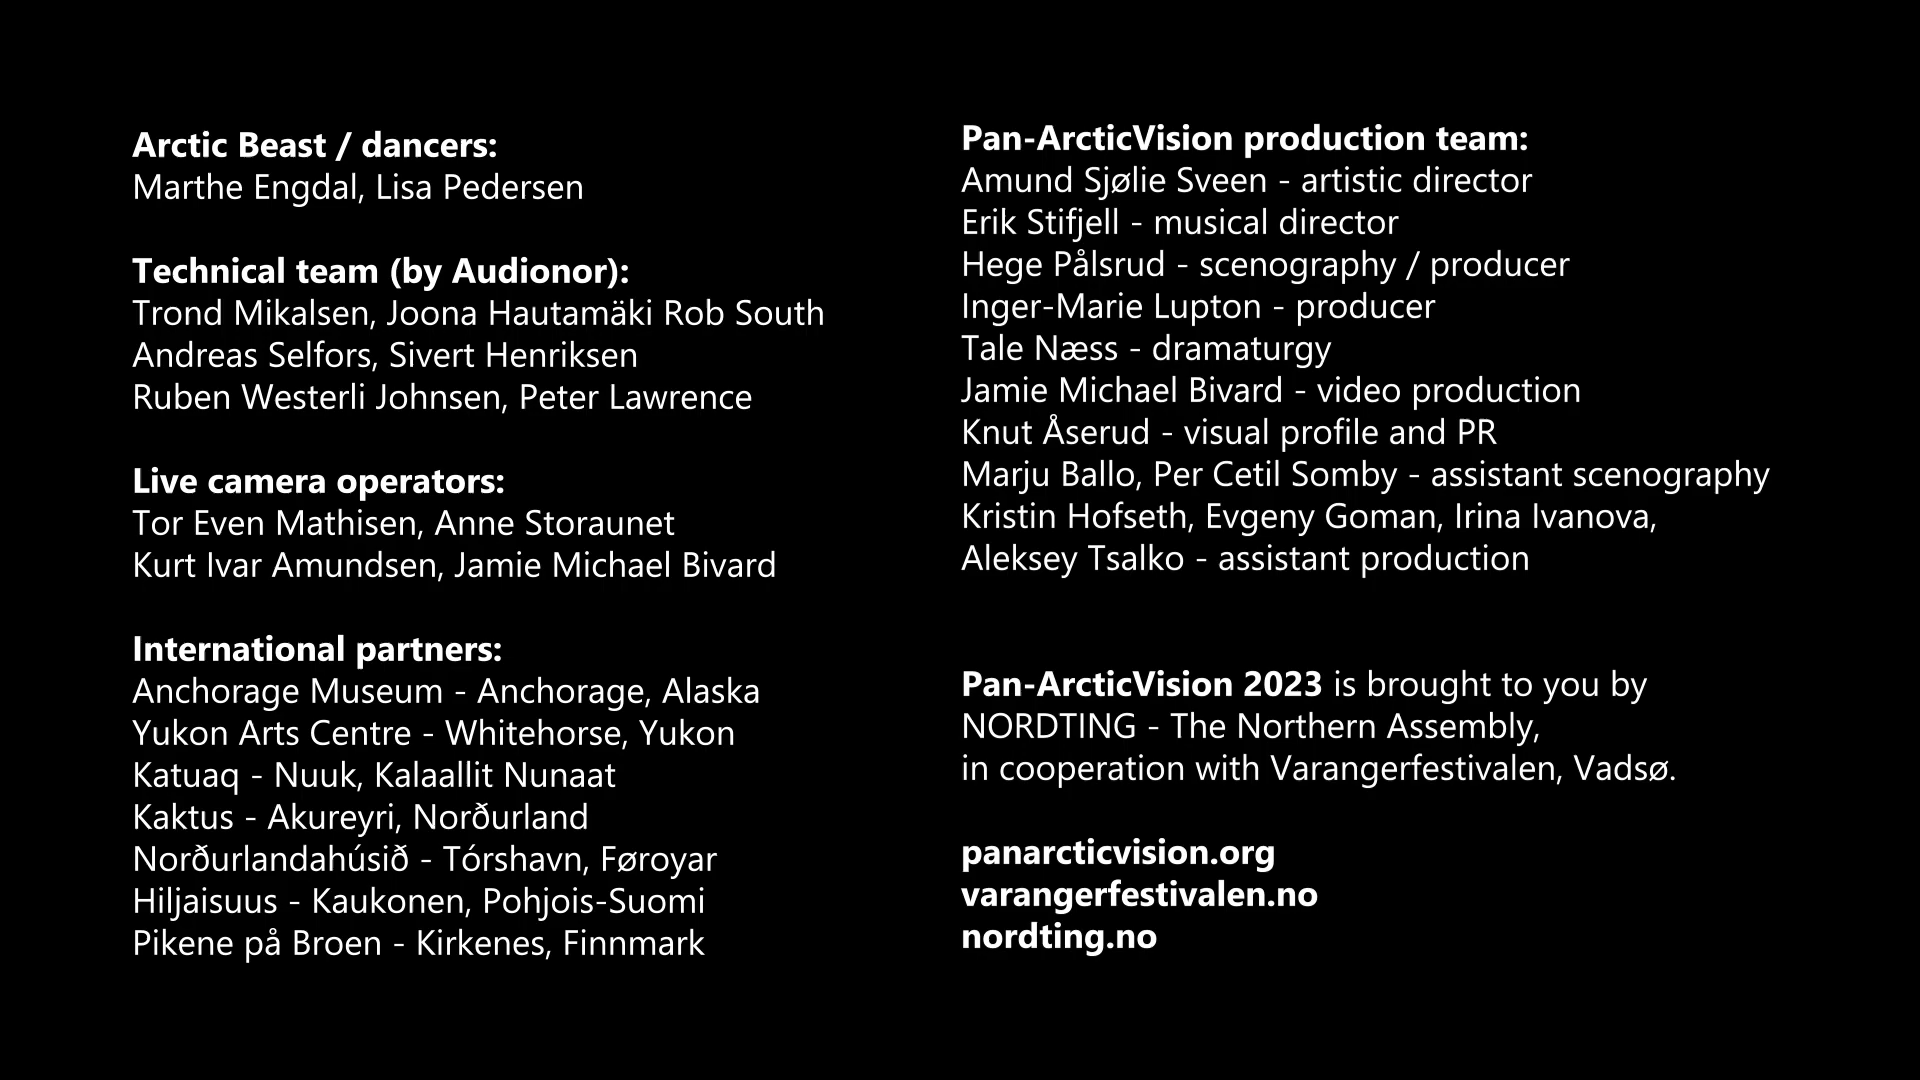 Arctic Beast / dancers:
Marthe Engdal, Lisa Pedersen
Technical team (by Audionor):
Trond Mikalsen, Joona Hautamäki Rob South
Andreas Selfors, Sivert Henriksen
Ruben Westerli Johnsen, Peter Lawrence
Live camera operators:
Tor Even Mathisen, Anne Storaunet
Kurt Ivar Amundsen, Jamie Michael Bivard
International partners:
Anchorage Museum - Anchorage, Alaska
Yukon Arts Centre - Whitehorse, Yukon
Katuaq - Nuuk, Kalaallit Nunaat
Kaktus - Akureyri, Norðurland
Norðurlandahúsið - Tórshavn, Føroyar
Hiljaisuus - Kaukonen, Pohjois-Suomi
Pikene på Broen - Kirkenes, Finnmark
Pan-ArcticVision production team:
Amund Sjølie Sveen - artistic director
Erik Stifjell - musical director
Hege Pålsrud - scenography / producer
Inger-Marie Lupton - producer
Tale Næss - dramaturgy
Jamie Michael Bivard - video production
Knut Åserud - visual profile and PR
Marju Ballo, Per Cetil Somby - assistant scenography
Kristin Hofseth, Evgeny Goman, Irina Ivanova,
Aleksey Tsalko - assistant production
Pan-ArcticVision 2023 is brought to you by
NORDTING - The Northern Assembly,
in cooperation with Varangerfestivalen, Vadsø.
panarcticvision.org
varangerfestivalen.no
nordting.no